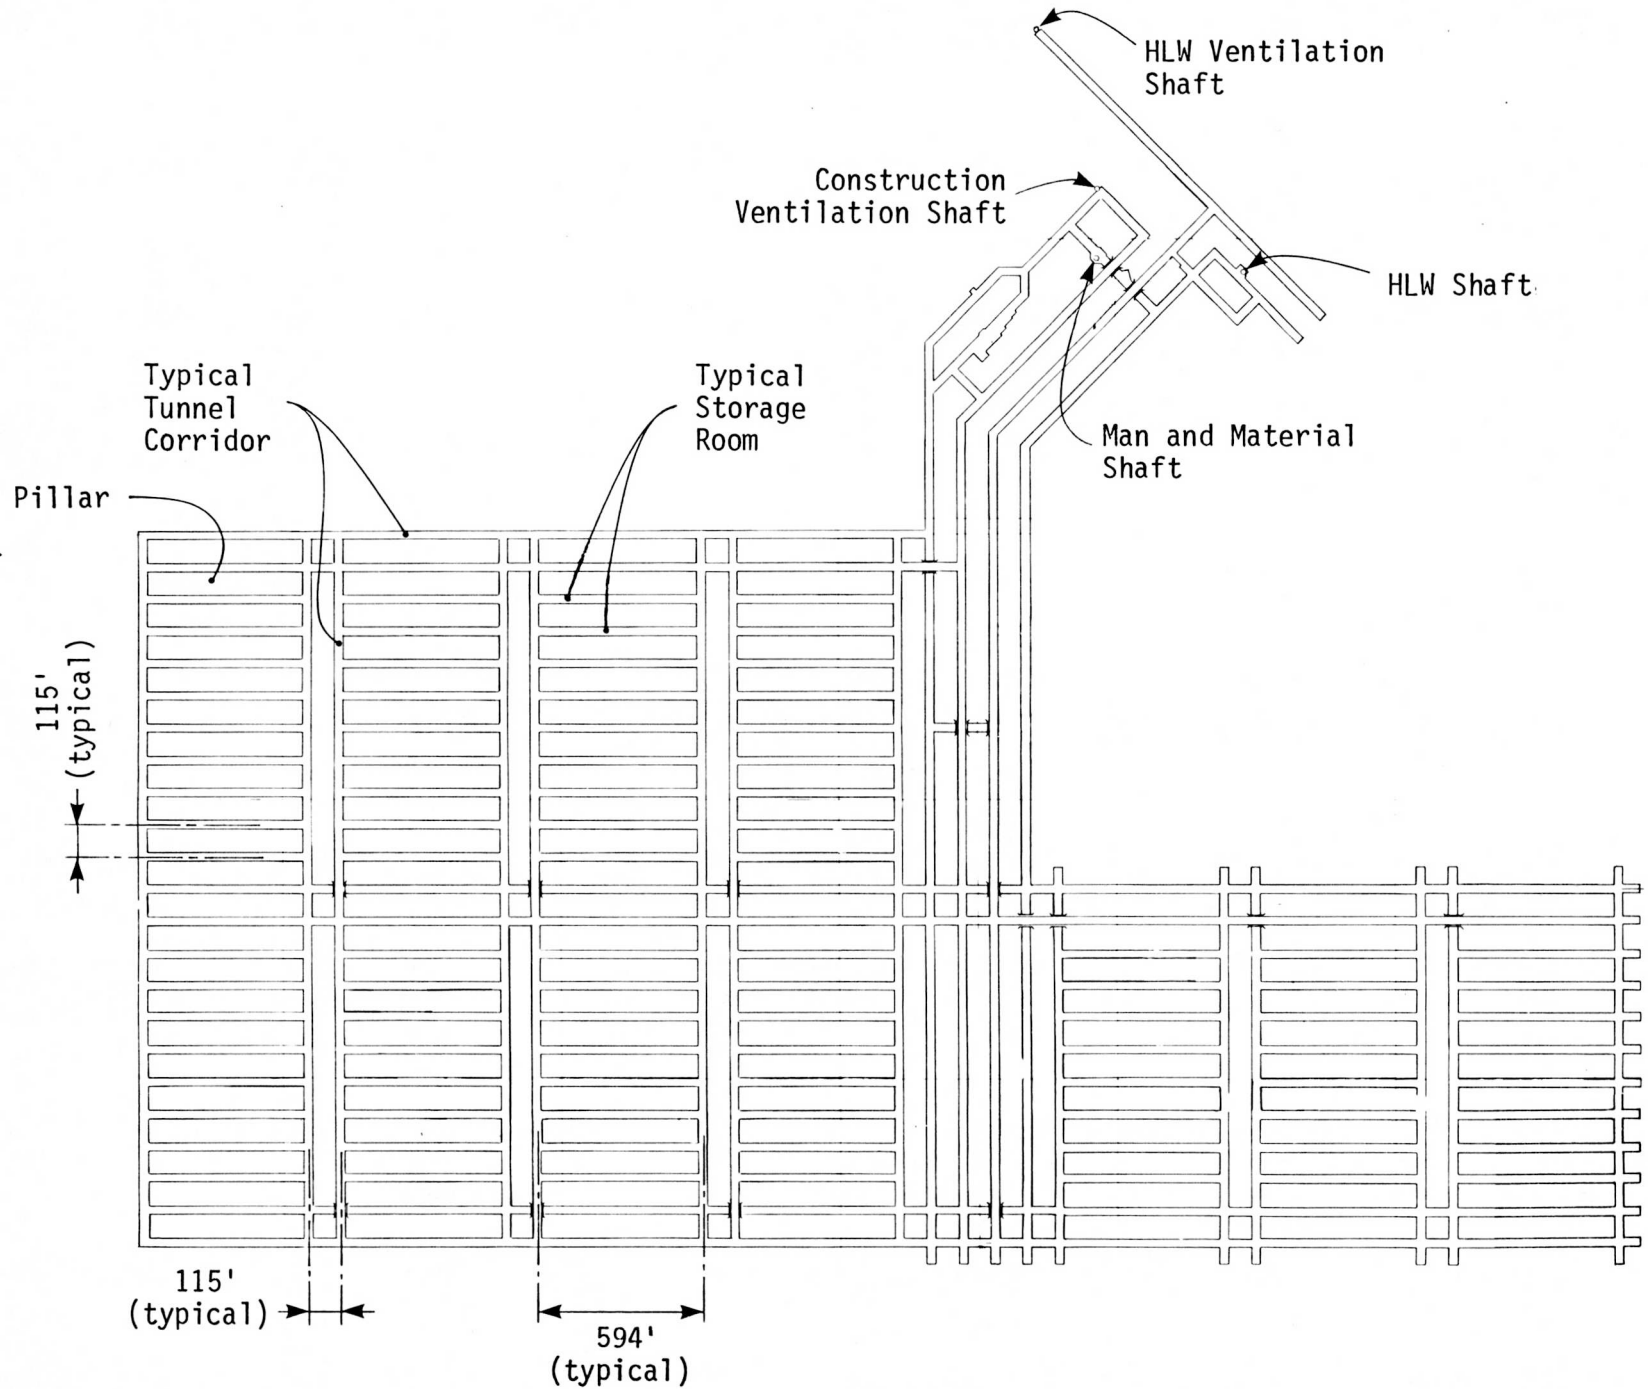 HLW Ventilation
Shaft
Construction
Ventilation Shaft
HLW Shaft
Typical
Tunnel
Corridor
Typical
Storage
Room
Man and Material
Shaft
Pillar
115'
(typical)
115'
(typical)
594'
(typical)